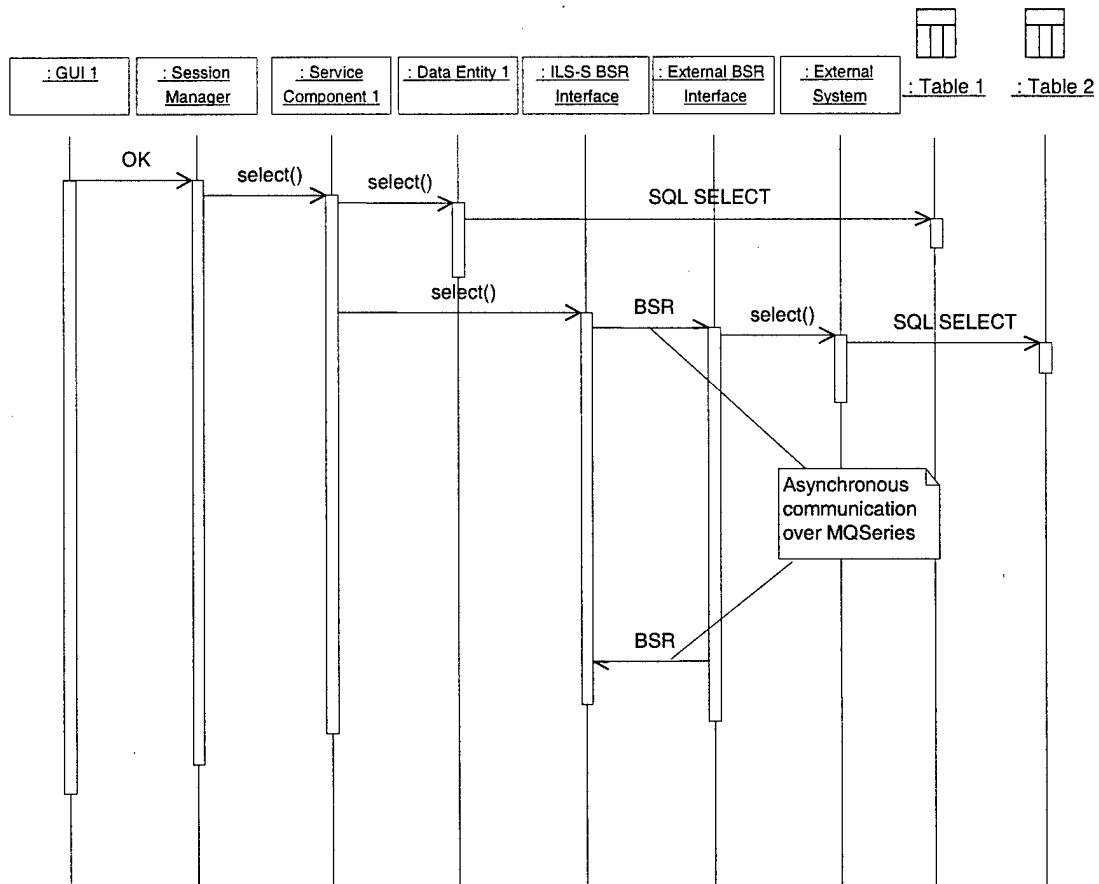 : GUI 1
: Session
Manager
: Service
Component 1
: Data Entity 1
: ILS-S BSR
Interface
: External BSR
Interface
: External
System
: Table 1
: Table 2
OK
select()
select()
SQL SELECT
select()
BSR
select()
SQL SELECT
Asynchronous
communication
over MQSeries
BSR